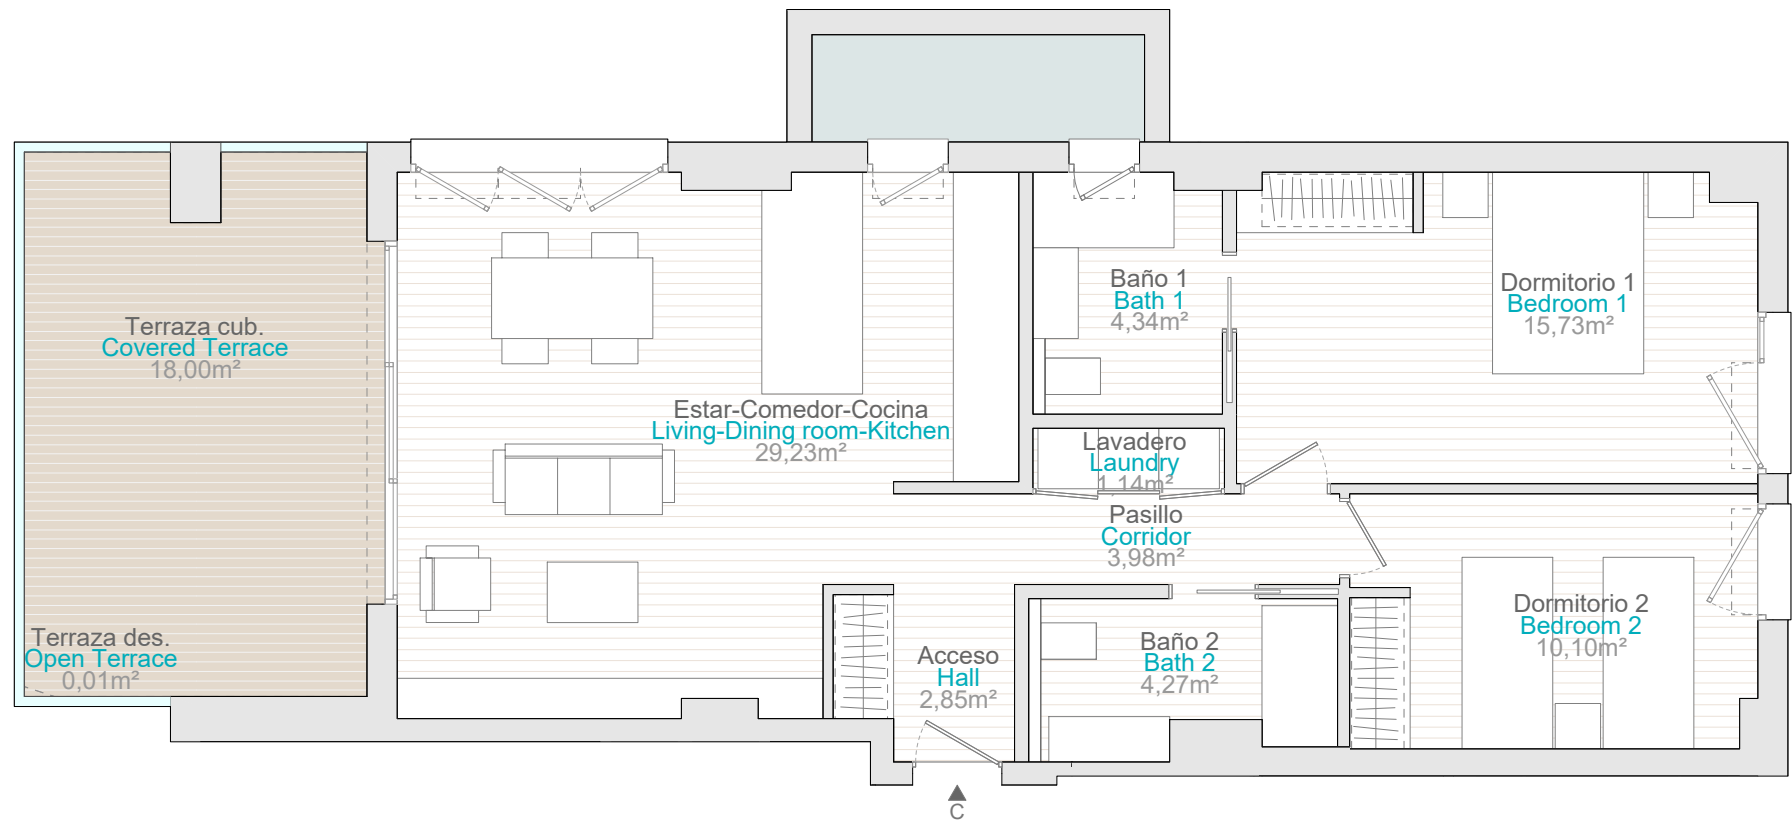 Baño 1
Bath 1
4,34m²
Dormitorio 1
Bedroom 1
15,73m²
Terraza cub.
Covered Terrace
18,00m²
Estar-Comedor-Cocina
Living-Dining room-Kitchen
29,23m²
Lavadero
Laundry
1,14m²
Pasillo
Corridor
3,98m²
Dormitorio 2
Bedroom 2
10,10m²
Terraza des.
Open Terrace
0,01m²
Acceso
Hall
2,85m²
Baño 2
Bath 2
4,27m²
C